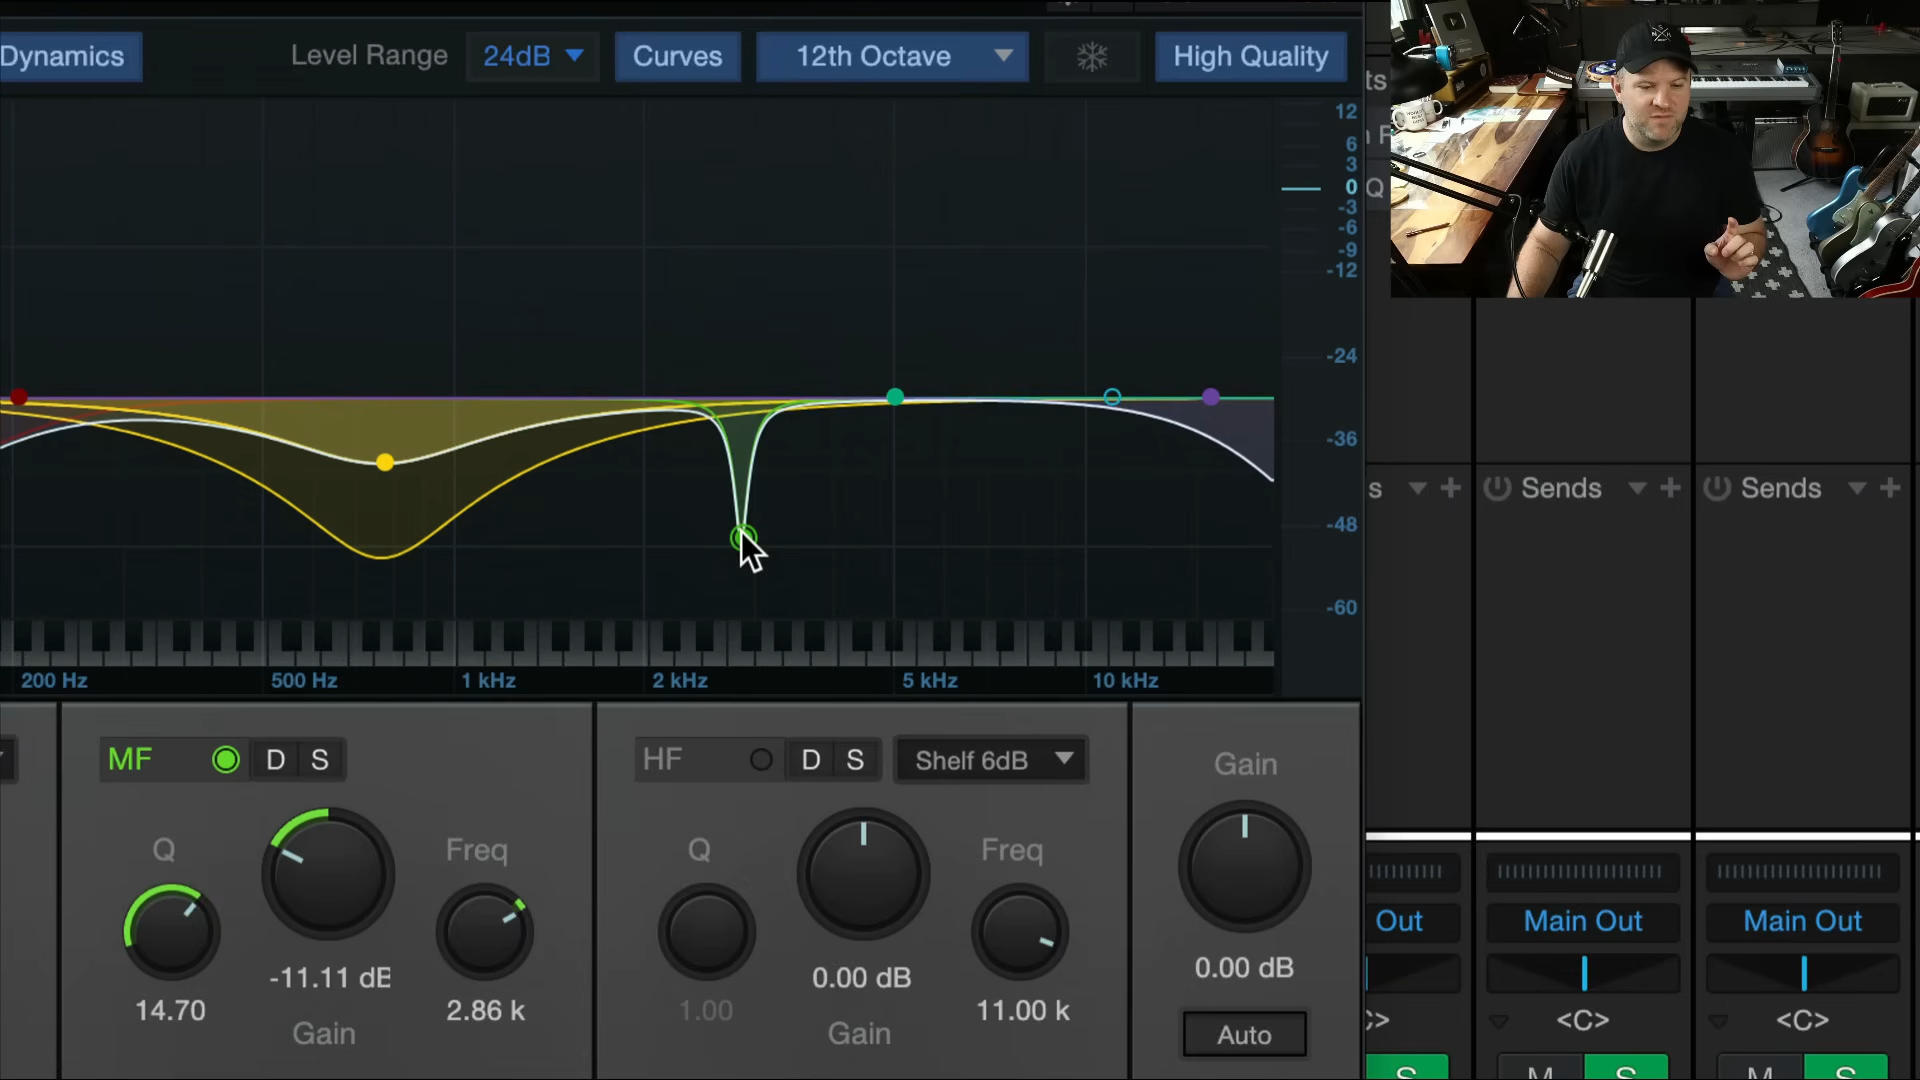 Dynamics
Level Range
24dB
Curves
12th Octave
High Quality
12
6
3
0
-3
-6
-9
-12
-24
-36
-48
-60
Q
s
Sends
Sends
200 Hz
500 Hz
1 kHz
2 kHz
5 kHz
10 kHz
MF
D
S
HF
D
S
Shelf 6dB
Gain
Q
Freq
Q
Freq
-11.11 dB
14.70
2.86 k
Gain
0.00 dB
1.00
11.00 k
Gain
0.00 dB
Auto
Out
Main Out
Main Out
<C>
<C>
S
M
S
M
S